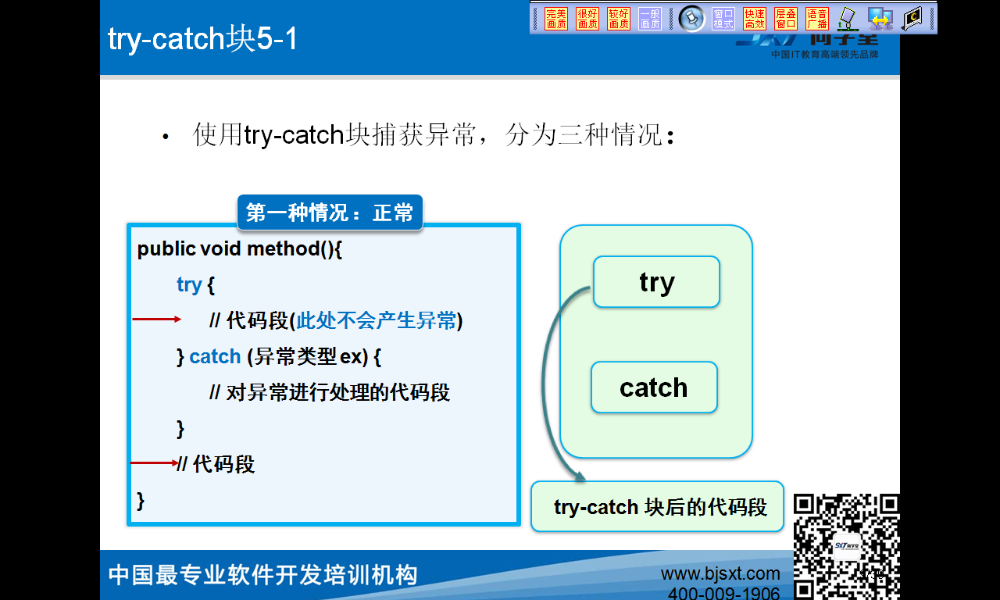 try-catch块5-1
完美画质 很好画质 较好画质 一般画质 窗口模式 快速高效 层叠窗口 语音广播
中国IT教育高端领先品牌
• 使用try-catch块捕获异常，分为三种情况：
第一种情况：正常
public void method(){
try {
// 代码段(此处不会产生异常)
} catch (异常类型 ex) {
// 对异常进行处理的代码段
}
// 代码段
}
try
catch
try-catch 块后的代码段
中国最专业软件开发培训机构
www.bjsxt.com
400-009-1906